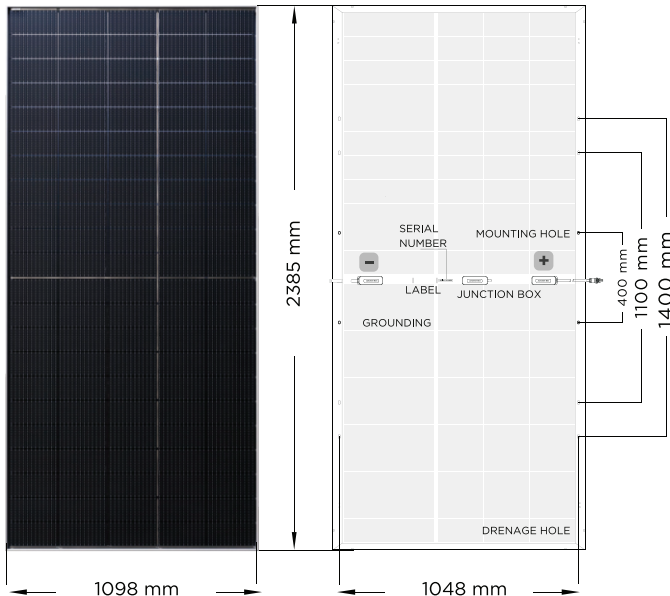 SERIAL
NUMBER
MOUNTING HOLE
−
+
LABEL
JUNCTION BOX
GROUNDING
2385 mm
400 mm
1100 mm
1400 mm
DRENAGE HOLE
1098 mm
1048 mm